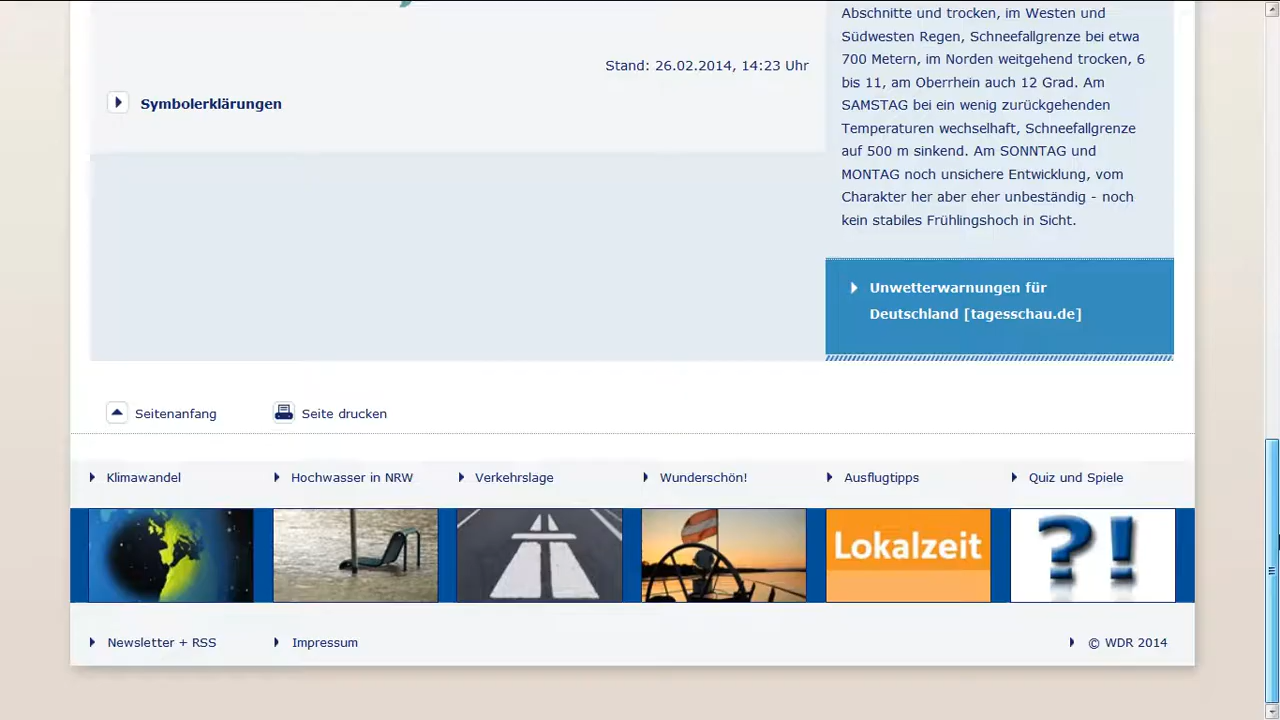 Abschnitte und trocken, im Westen und
Südwesten Regen, Schneefallgrenze bei etwa
700 Metern, im Norden weitgehend trocken, 6
bis 11, am Oberrhein auch 12 Grad. Am
SAMSTAG bei ein wenig zurückgehenden
Temperaturen wechselhaft, Schneefallgrenze
auf 500 m sinkend. Am SONNTAG und
MONTAG noch unsichere Entwicklung, vom
Charakter her aber eher unbeständig - noch
kein stabiles Frühlingshoch in Sicht.
Stand: 26.02.2014, 14:23 Uhr
Symbolerklärungen
Unwetterwarnungen für
Deutschland [tagesschau.de]
Seitenanfang Seite drucken
Klimawandel Hochwasser in NRW Verkehrslage Wunderschön! Ausflugtipps Quiz und Spiele
Lokalzeit ?!
Newsletter + RSS Impressum © WDR 2014